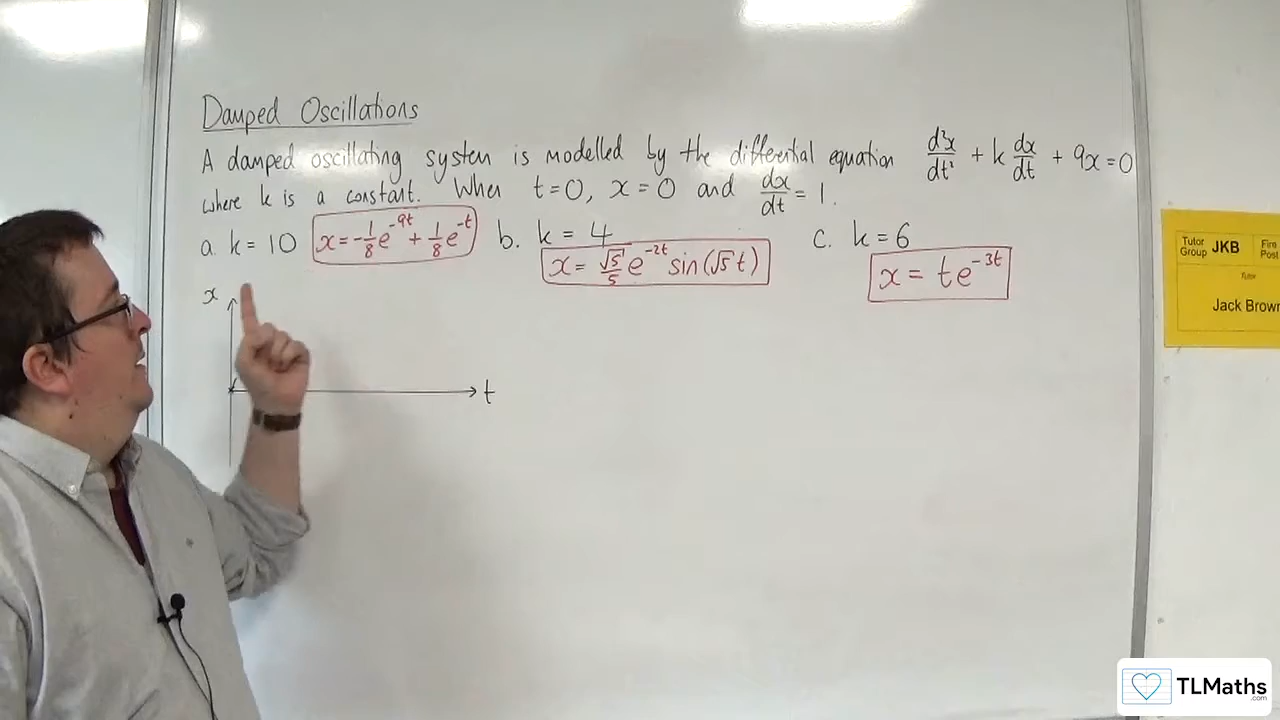 Damped Oscillations
A damped oscillating system is modelled by the differential equation d²x/dt² + k dx/dt + 9x = 0
where k is a constant. When t = 0, x = 0 and dx/dt = 1.
a. k = 10 x = -1/8 e^-9t + 1/8 e^-t b. k = 4 c. k = 6
x = √5/5 e^-2t sin(√5 t) x = te^-3t
x
t
Tutor Group JKB Fire Post
Tutor
Jack Brown
TLMaths
.com